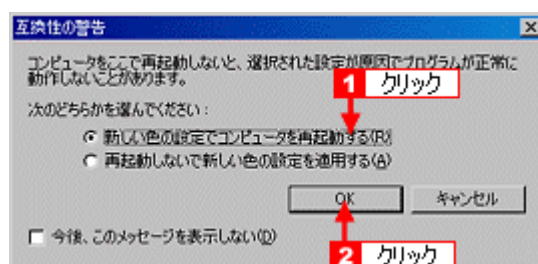 互換性の警告
コンピュータをここで再起動しないと、選択された設定が原因でプログラムが正常に
動作しないことがあります。
1 クリック
次のどちらかを選んでください：
新しい色の設定でコンピュータを再起動する(R)
再起動しないで新しい色の設定を適用する(A)
OK キャンセル
今後、このメッセージを表示しない(D)
2 クリック